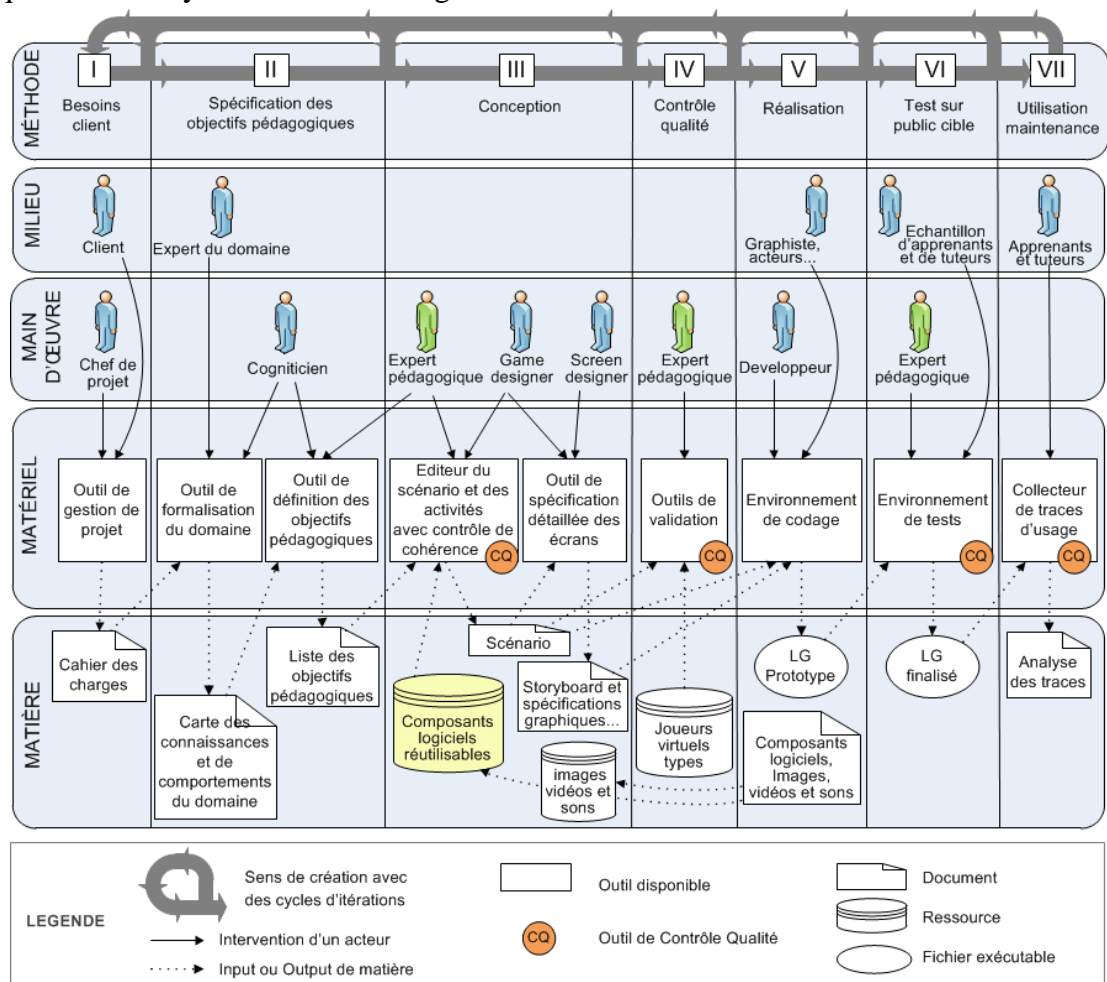 MÉTHODE
I
II
III
IV
V
VI
VII
Besoins
client
Spécification des
objectifs pédagogiques
Conception
Contrôle
qualité
Réalisation
Test sur
public cible
Utilisation
maintenance
MILIEU
Client
Expert du domaine
Graphiste,
acteurs...
Echantillon
d'apprenants
et de tuteurs
Apprenants
et tuteurs
MAIN
D'ŒUVRE
Chef de
projet
Cogniticien
Expert
pédagogique
Game
designer
Screen
designer
Expert
pédagogique
Developpeur
Expert
pédagogique
MATÉRIEL
Outil de
gestion de
projet
Outil de
formalisation
du domaine
Outil de
définition des
objectifs
pédagogiques
Editeur du
scénario et des
activités
avec contrôle de
cohérence
CQ
Outil de
spécification
détaillée des
écrans
Outils de
validation
CQ
Environnement
de codage
Environnement
de tests
CQ
Collecteur
de traces
d'usage
CQ
MATIÈRE
Cahier des
charges
Carte des
connaissances
et de
comportements
du domaine
Liste des
objectifs
pédagogiques
Scénario
Composants
logiciels
réutilisables
Storyboard et
spécifications
graphiques...
images
vidéos et
sons
Joueurs
virtuels
types
LG
Prototype
Composants
logiciels,
Images,
vidéos et sons
LG
finalisé
Analyse
des traces
LEGENDE
Sens de création avec
des cycles d'itérations
Intervention d'un acteur
Input ou Output de matière
Outil disponible
CQ
Outil de Contrôle Qualité
Document
Ressource
Fichier exécutable